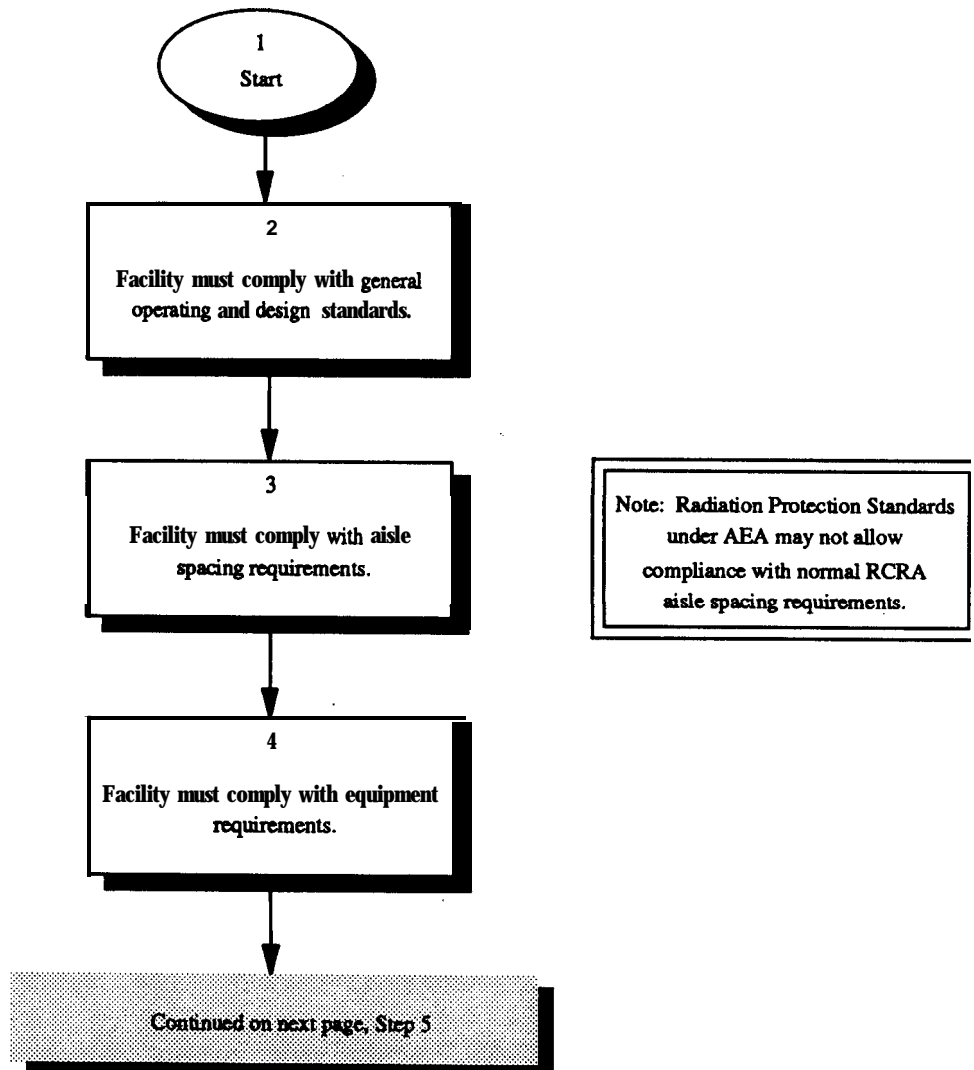 1
Start
2
Facility must comply with general
operating and design standards.
3
Facility must comply with aisle
spacing requirements.
Note: Radiation Protection Standards
under AEA may not allow
compliance with normal RCRA
aisle spacing requirements.
4
Facility must comply with equipment
requirements.
Continued on next page, Step 5